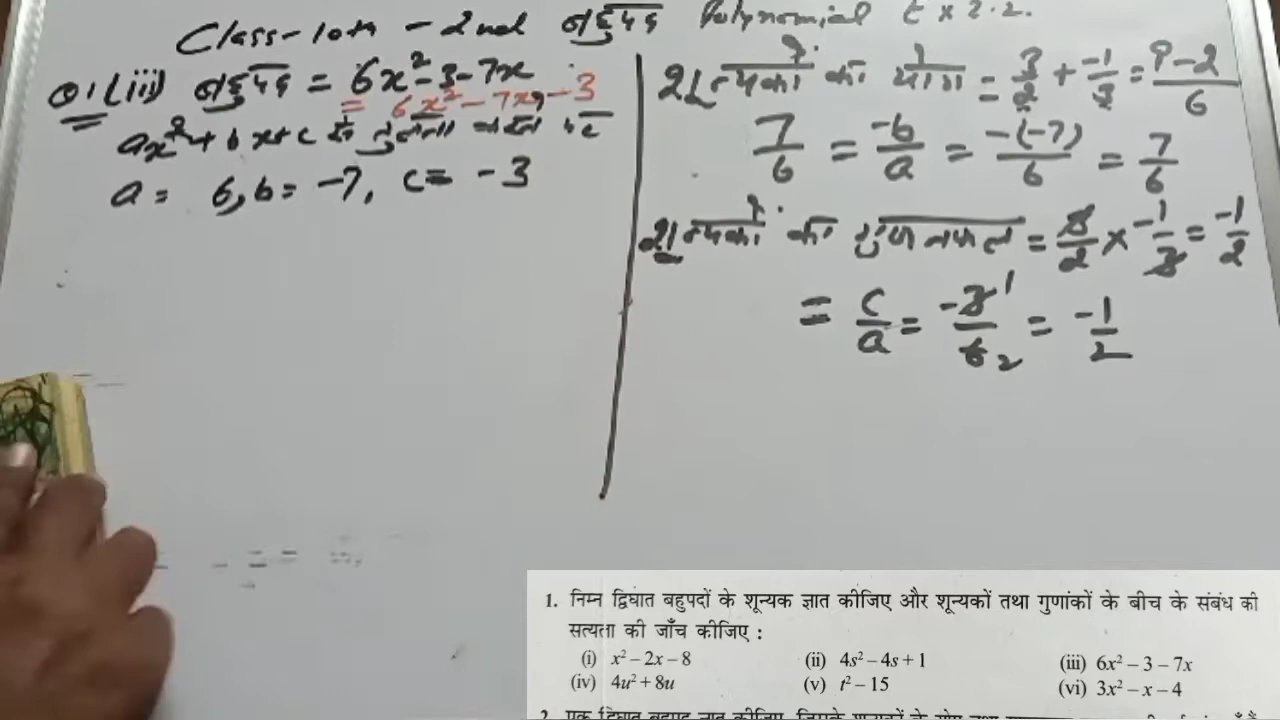 Class-10th - 2nd बहुपद Polynomial Ex 2.2.
Q1(iii) बहुपद = 6x² - 3 - 7x
= 6x² - 7x - 3
ax² + bx + c से तुलना करने पर
a = 6, b = -7, c = -3
शून्यकों का योग = 3/2 + -1/3 = 9-2/6
7/6 = -b/a = -(-7)/6 = 7/6
शून्यकों का गुणनफल = 3/2 × -1/3 = -1/2
= c/a = -3 1/6 2 = -1/2
1. निम्न द्विघात बहुपदों के शून्यक ज्ञात कीजिए और शून्यकों तथा गुणांकों के बीच के संबंध की
सत्यता की जाँच कीजिए :
(i) x² – 2x – 8 (ii) 4s² – 4s + 1 (iii) 6x² – 3 – 7x
(iv) 4u² + 8u (v) t² – 15 (vi) 3x² – x – 4